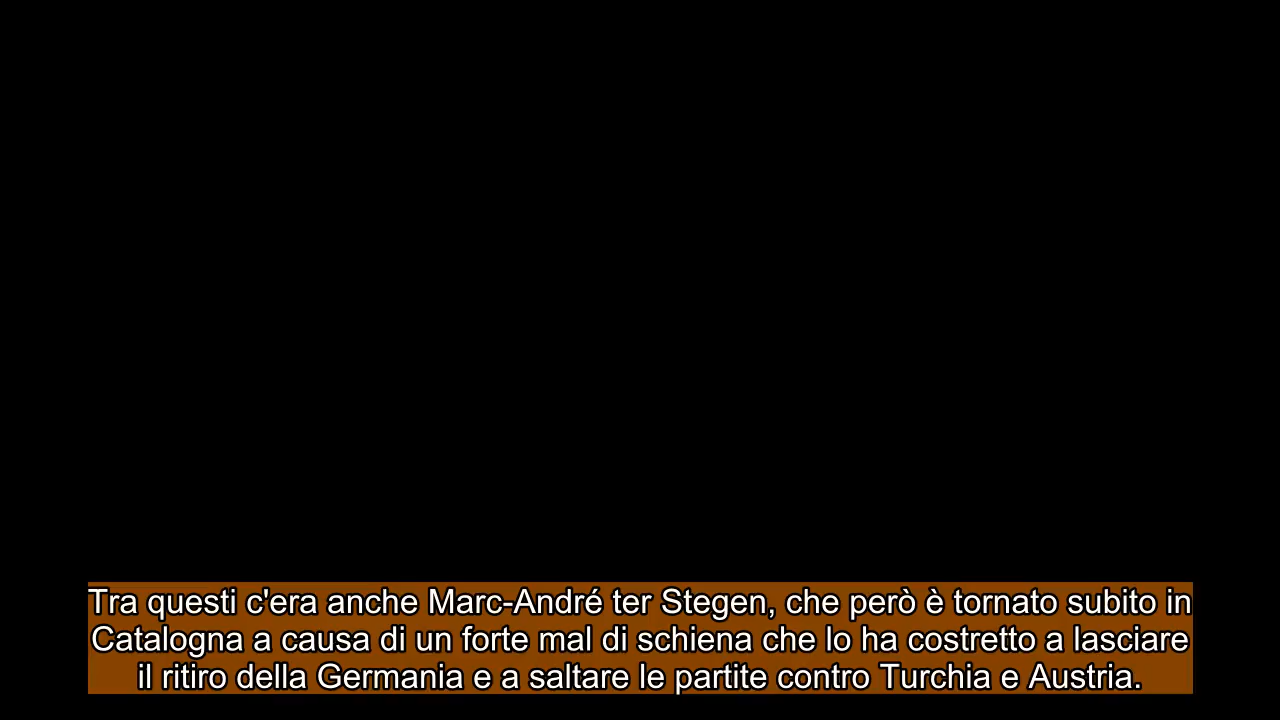 Tra questi c'era anche Marc-André ter Stegen, che però è tornato subito in
Catalogna a causa di un forte mal di schiena che lo ha costretto a lasciare
il ritiro della Germania e a saltare le partite contro Turchia e Austria.